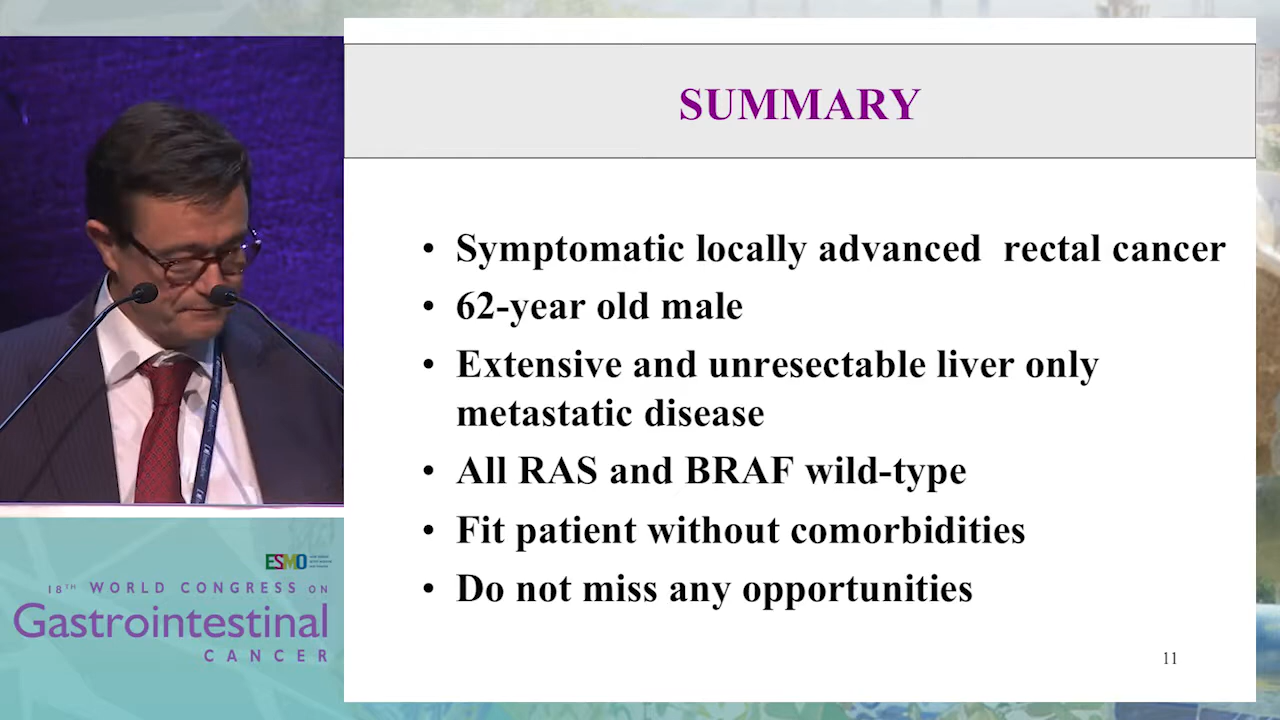 SUMMARY
• Symptomatic locally advanced rectal cancer
• 62-year old male
• Extensive and unresectable liver only
metastatic disease
• All RAS and BRAF wild-type
• Fit patient without comorbidities
• Do not miss any opportunities
11
ESMO
18TH WORLD CONGRESS ON
Gastrointestinal
CANCER